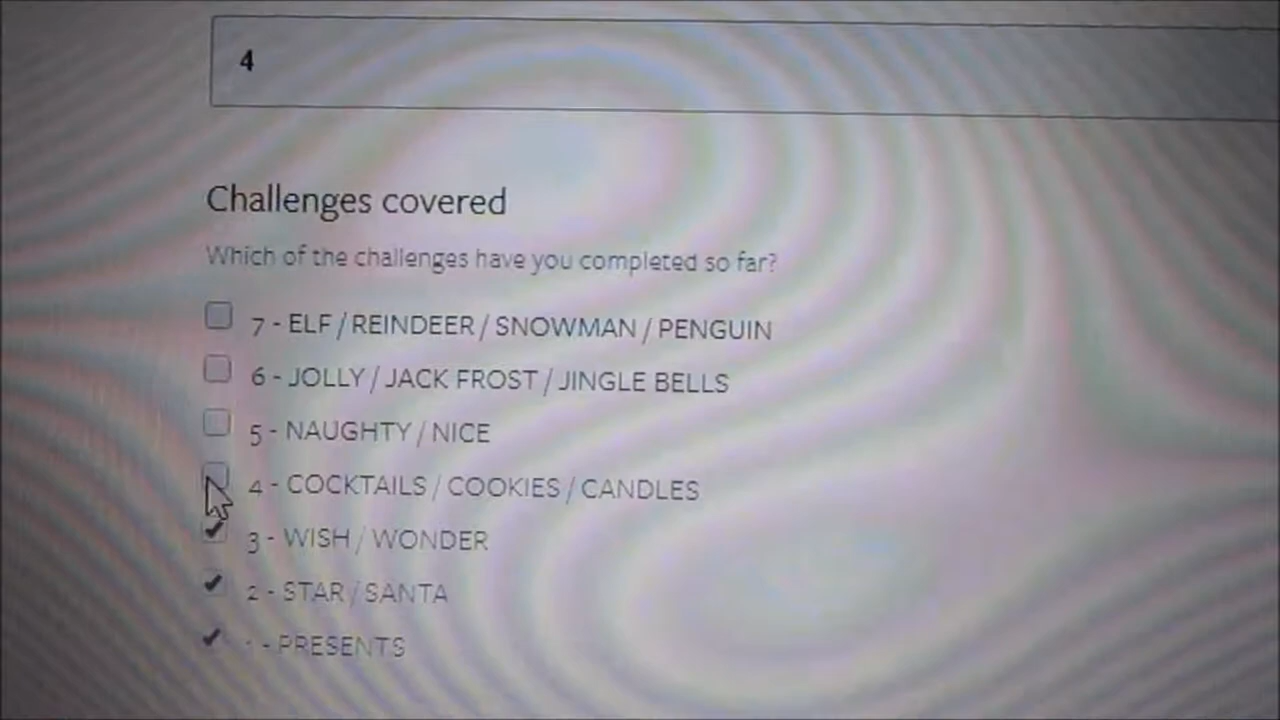 4
Challenges covered
Which of the challenges have you completed so far?
7 - ELF / REINDEER / SNOWMAN / PENGUIN
6 - JOLLY / JACK FROST / JINGLE BELLS
5 - NAUGHTY / NICE
4 - COCKTAILS / COOKIES / CANDLES
3 - WISH / WONDER
2 - STAR / SANTA
1 - PRESENTS